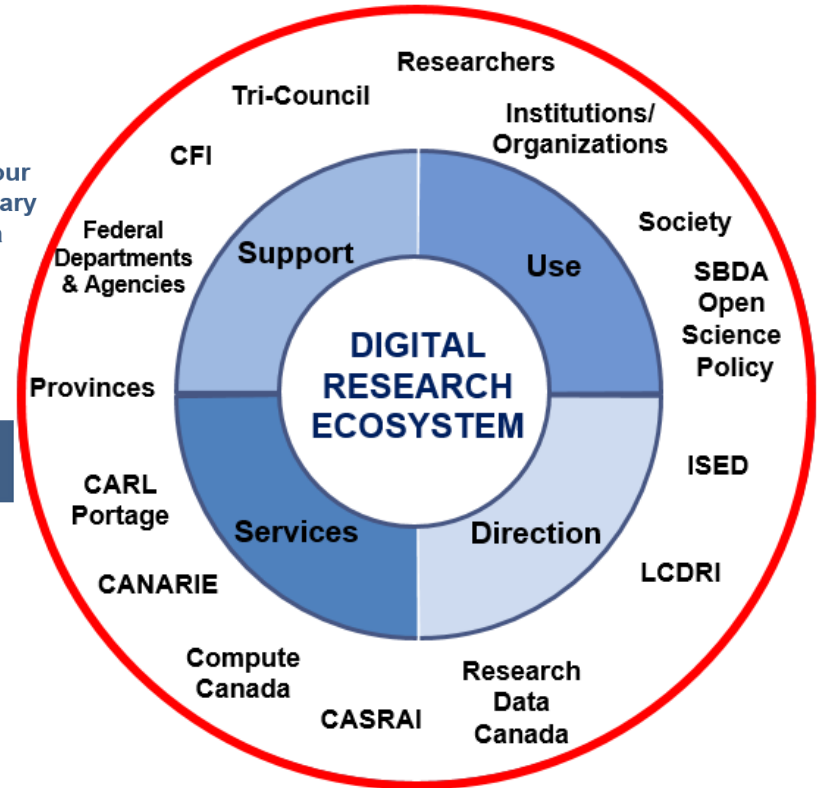 Researchers
Tri-Council
Institutions/
Organizations
CFI
Society
Federal
Departments
& Agencies
Support
Use
SBDA
Open
Science
Policy
DIGITAL
RESEARCH
ECOSYSTEM
Provinces
ISED
CARL
Portage
Services
Direction
CANARIE
LCDRI
Compute
Canada
CASRAI
Research
Data
Canada